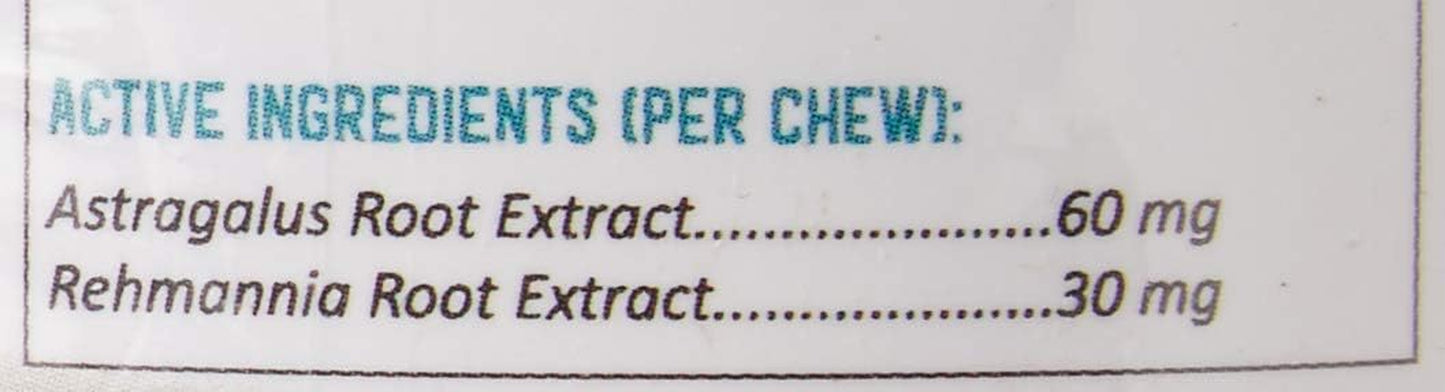 ACTIVE INGREDIENTS (PER CHEW):
Astragalus Root Extract......................60 mg
Rehmannia Root Extract.....................30 mg